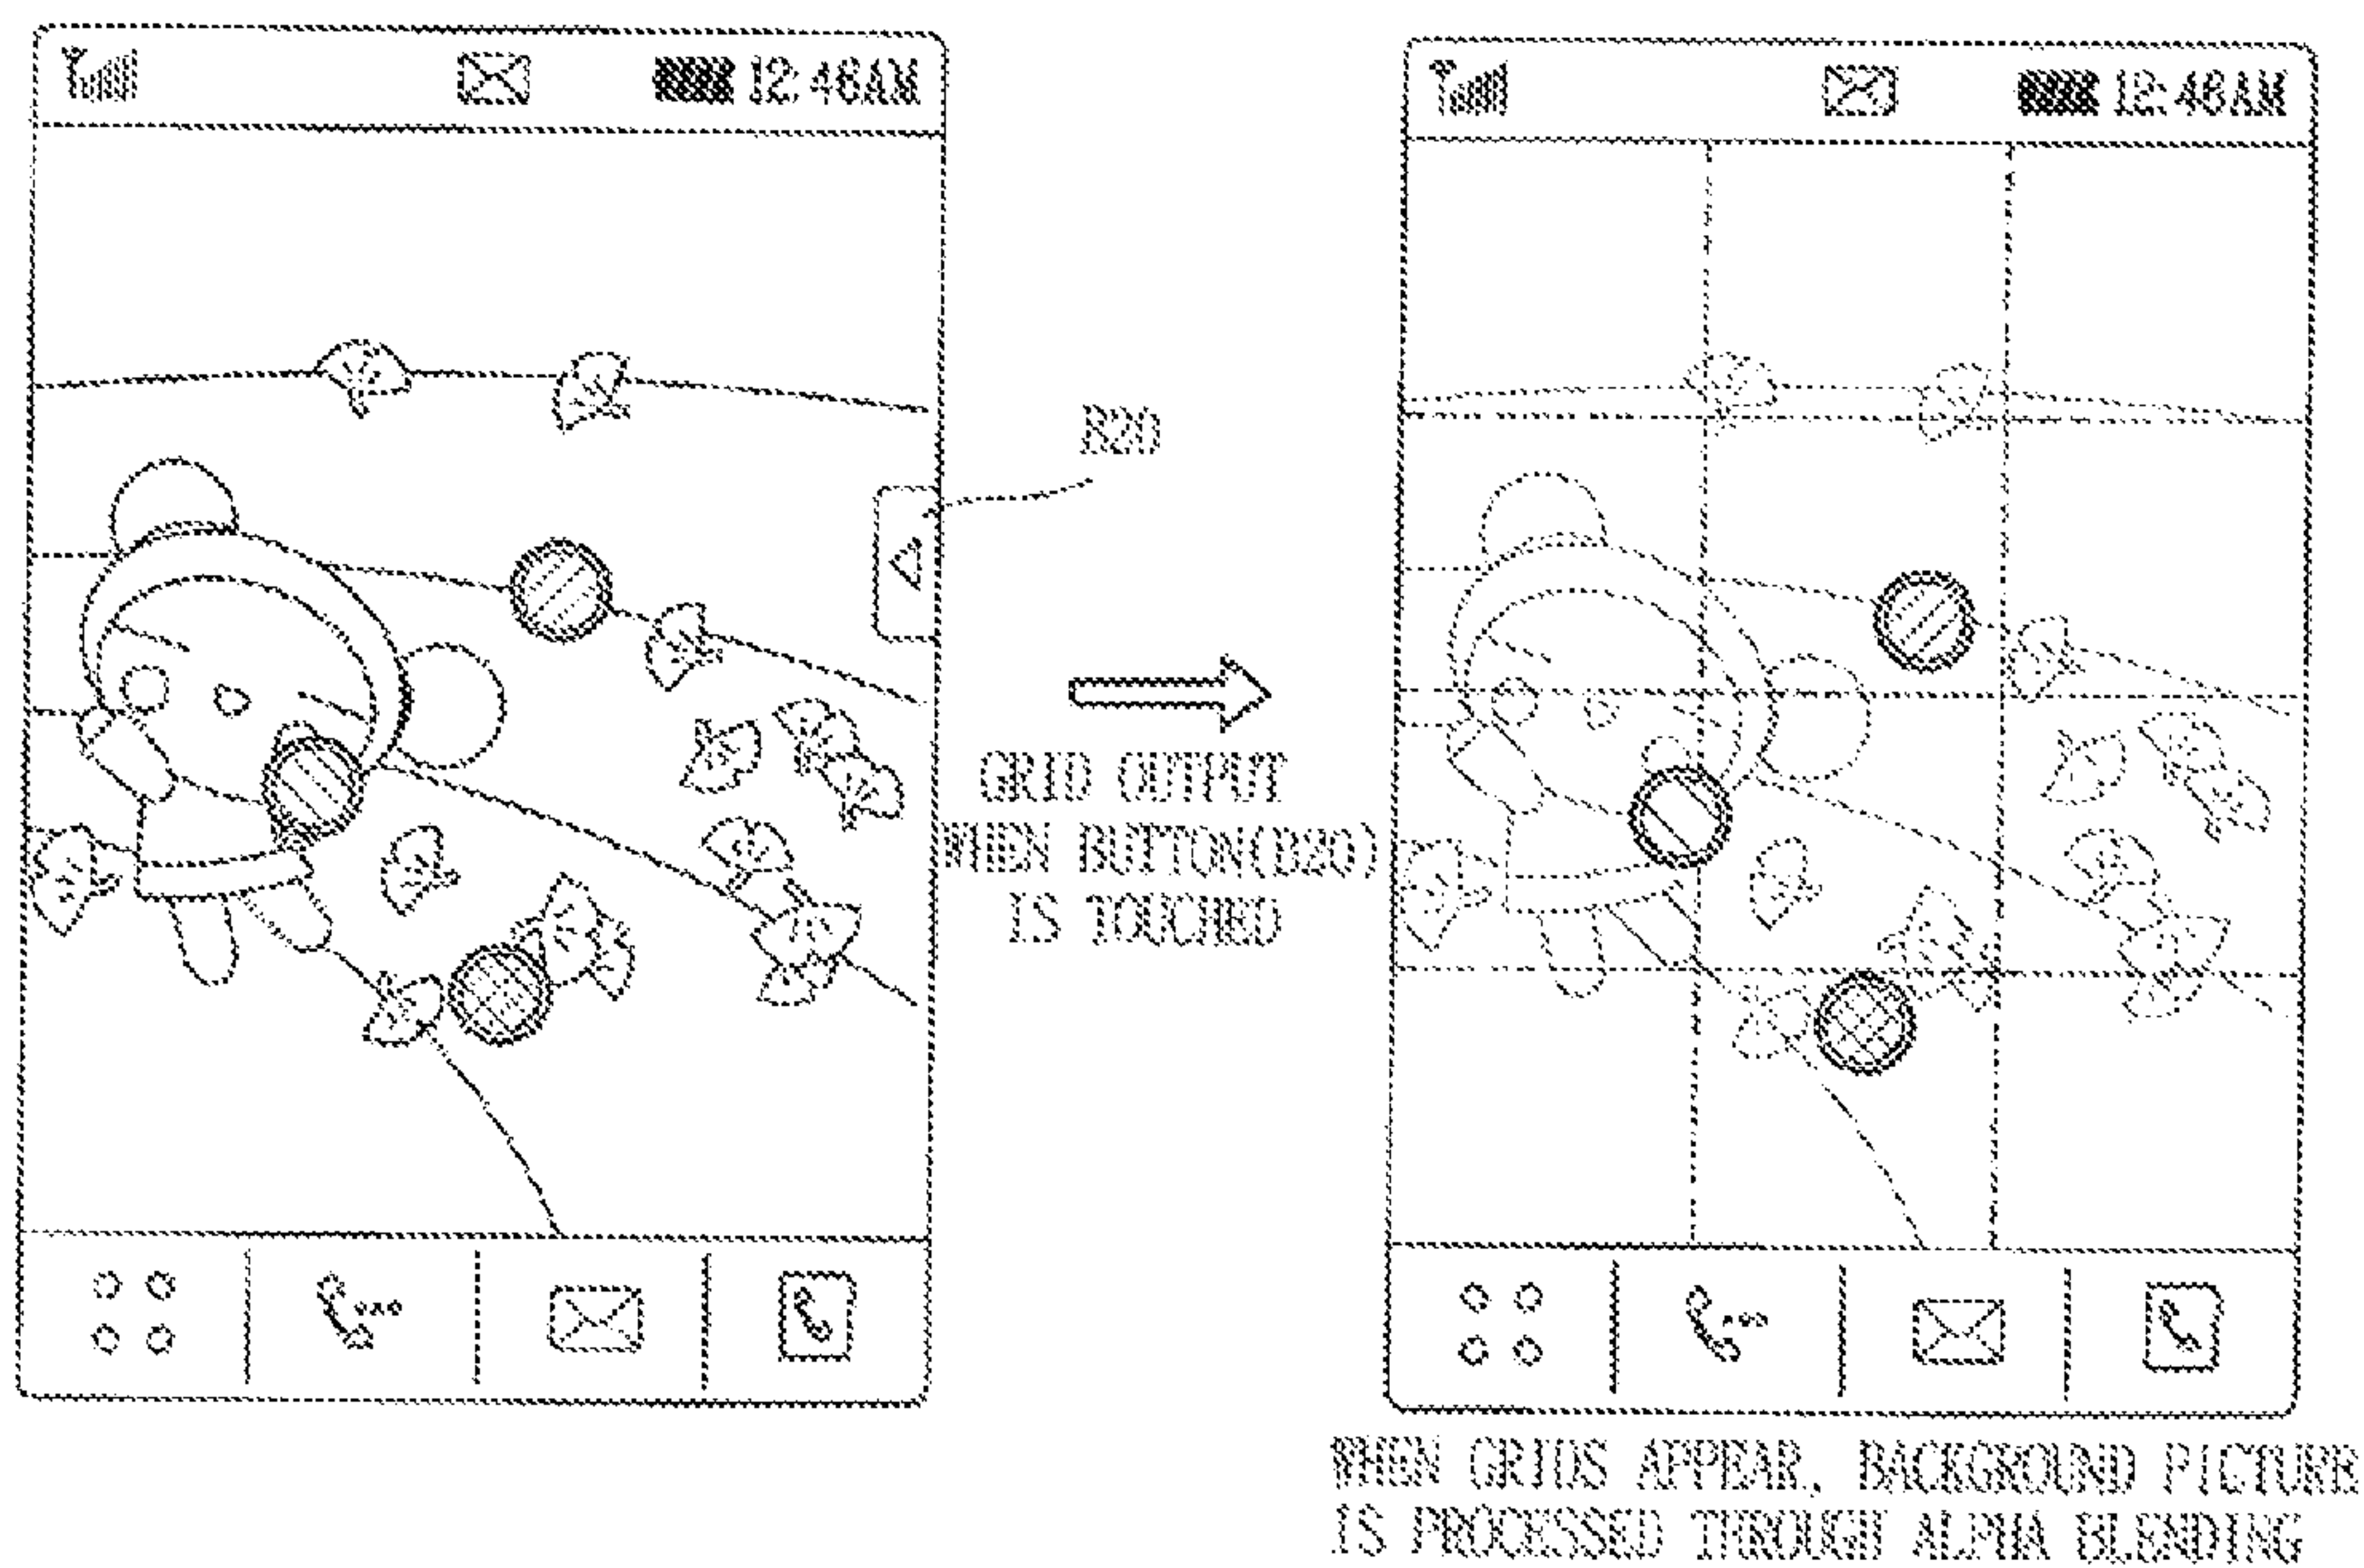 12:46AM
B20
GRID OUTPUT
WHEN BUTTON(B20)
IS TOUCHED
12:46AM
WHEN GRIDS APPEAR, BACKGROUND PICTURE
IS PROCESSED THROUGH ALPHA BLENDING